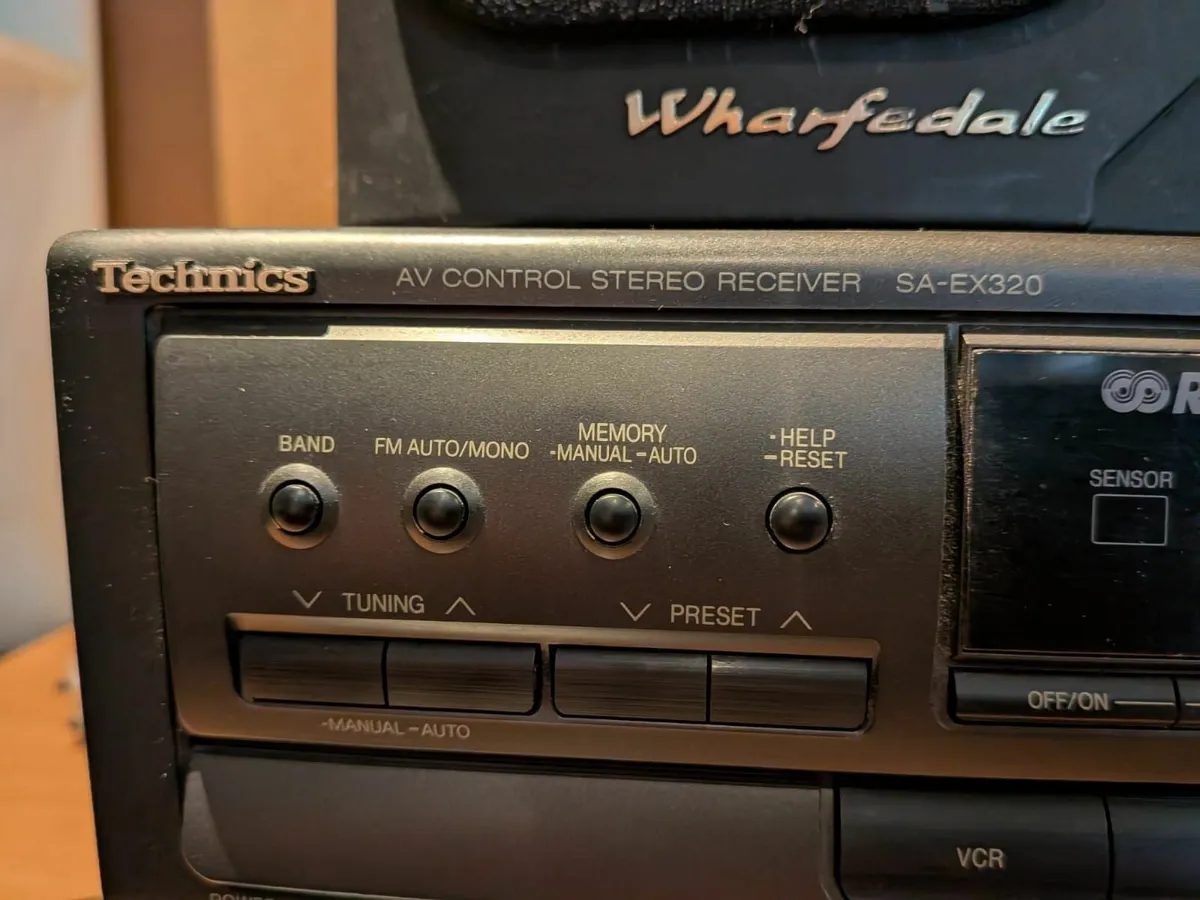 Wharfedale
Technics
AV CONTROL STEREO RECEIVER SA-EX320
BAND
FM AUTO/MONO
MEMORY
-MANUAL -AUTO
·HELP
-RESET
SENSOR
TUNING
PRESET
OFF/ON
-MANUAL -AUTO
VCR
POWER